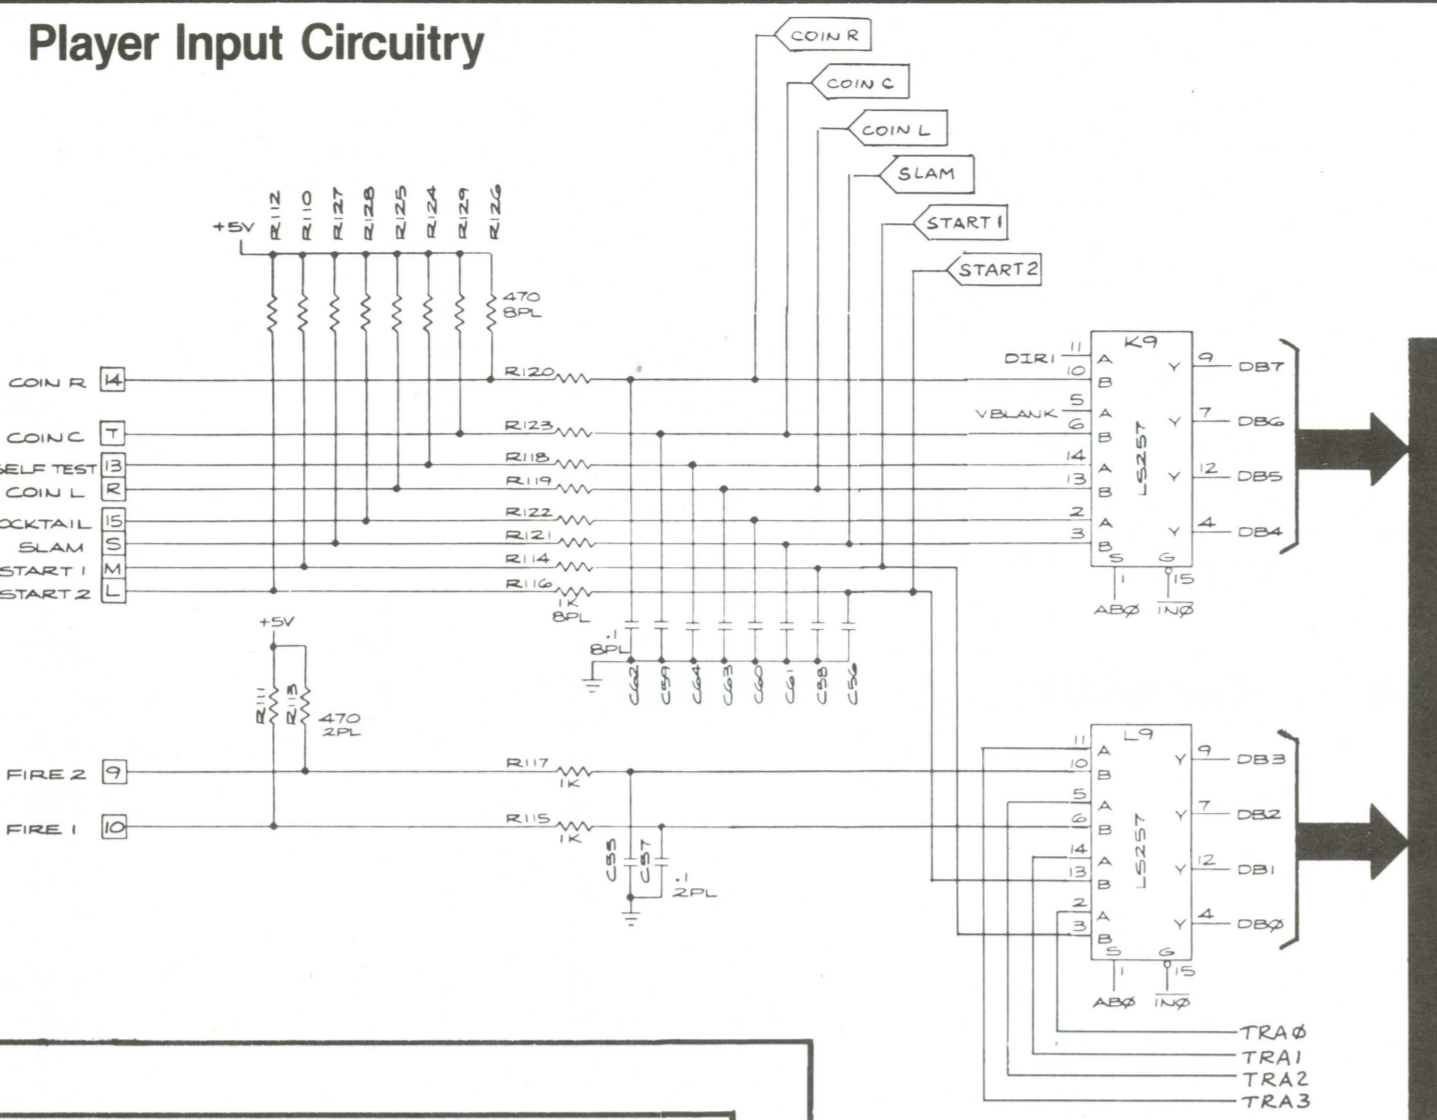 Player Input Circuitry
COIN R
COIN C
COIN L
SLAM
START 1
START 2
+5V
R112
R110
R127
R128
R125
R124
R129
R126
470
8PL
COIN R 14
COIN C T
SELF TEST 13
COIN L R
OCKTAIL 15
SLAM S
START 1 M
START 2 L
R120
R123
R118
R119
R122
R121
R114
R116
1K
8PL
.1
8PL
C62
C59
C64
C63
C60
C61
C58
C56
DIR1 11 A K9 Y 9 DB7
10 B
VBLANK 5 A Y 7 DB6
6 B
14 A LS257 Y 12 DB5
13 B
2 A Y 4 DB4
3 B
S G
1 15
ABØ INØ
+5V
R111
R113
470
2PL
FIRE 2 9
FIRE 1 10
R117
1K
R115
1K
C55
C57
.1
2PL
11 A L9 Y 9 DB3
10 B
5 A Y 7 DB2
6 B
14 A LS257 Y 12 DB1
13 B
2 A Y 4 DBØ
3 B
S G
1 15
ABØ INØ
TRAØ
TRA1
TRA2
TRA3